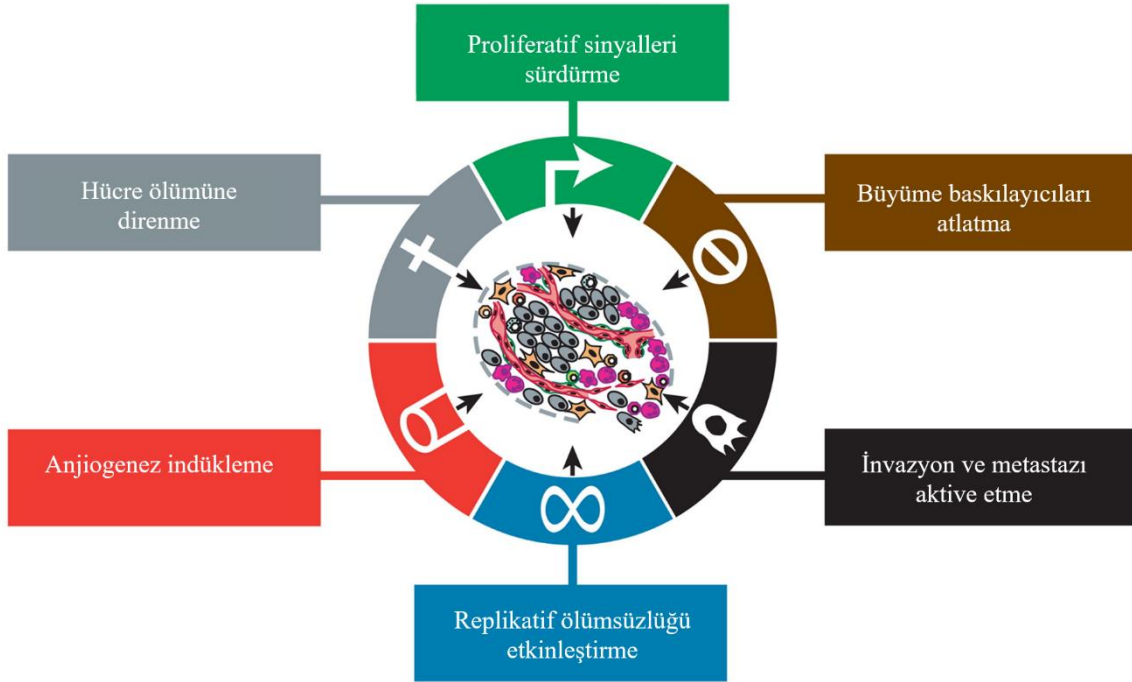 Proliferatif sinyalleri
sürdürme
Hücre ölümüne
direnme
Büyüme baskılayıcıları
atlatma
Anjiogenez indükleme
İnvazyon ve metastazı
aktive etme
Replikatif ölümsüzlüğü
etkinleştirme